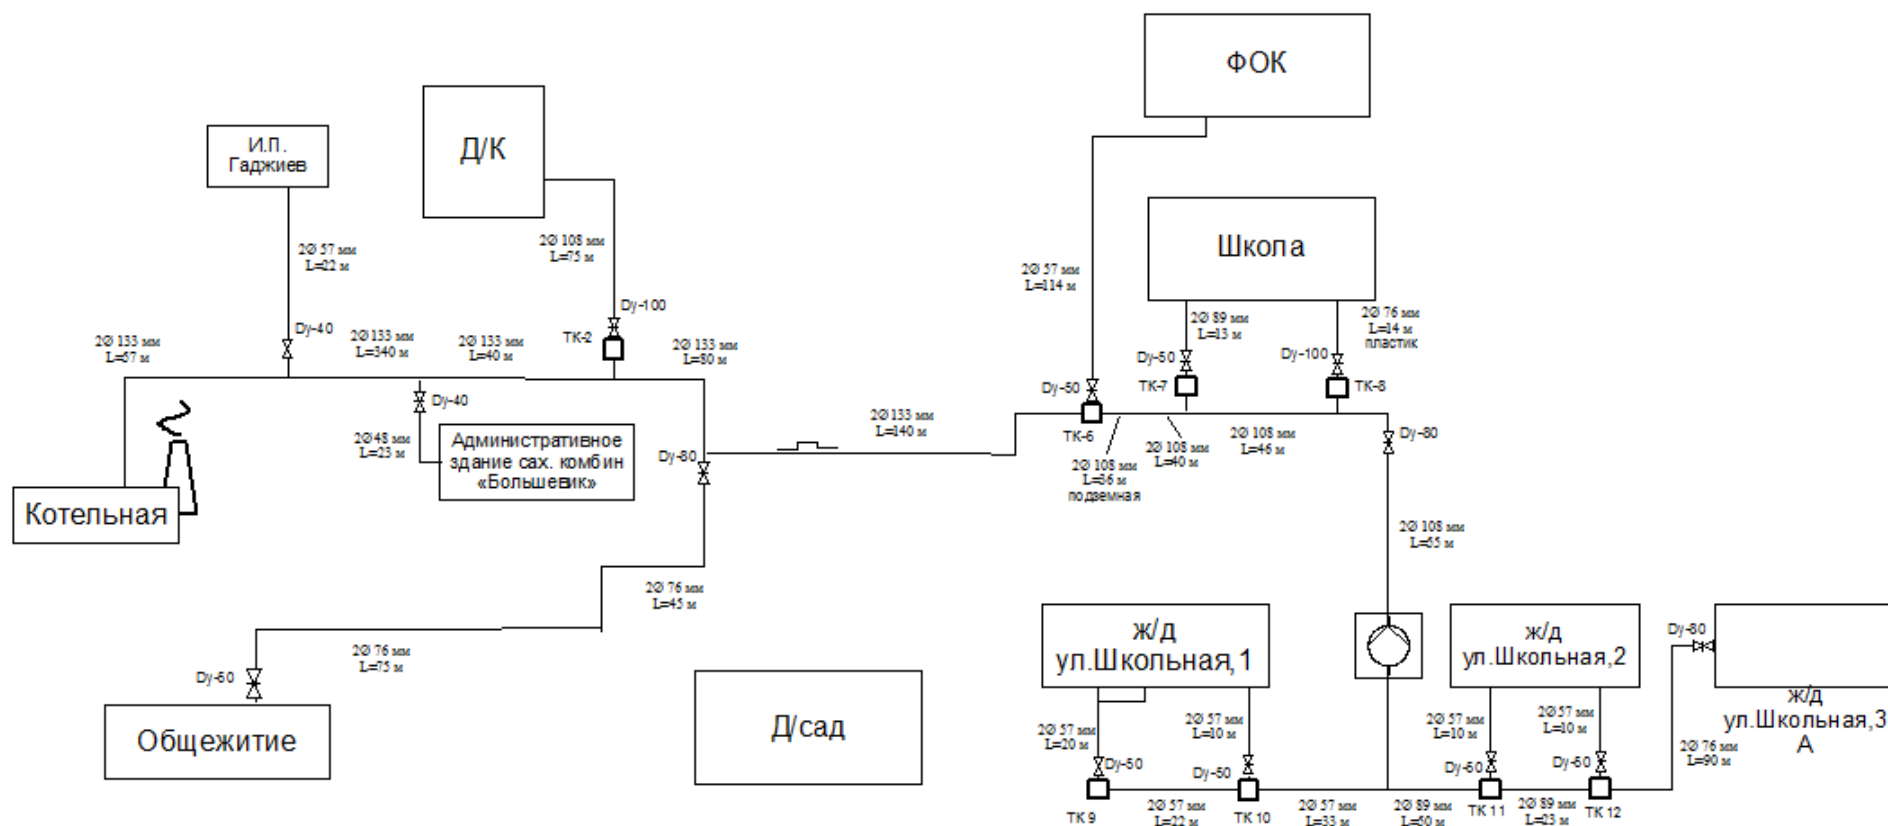 ФОК
И.П.
Гаджиев
Д/К
2Ø 57 мм
L=22 м
2Ø 108 мм
L=75 м
Школа
2Ø 57 мм
L=114 м
Dy-100
Dy-40
2Ø 133 мм
L=57 м
2Ø 133 мм
L=340 м
2Ø 133 мм
L=40 м
ТК-2
2Ø 133 мм
L=80 м
2Ø 89 мм
L=13 м
2Ø 76 мм
L=14 м
пластик
Dy-50
Dy-50
Dy-100
ТК-7
ТК-8
Dy-40
2Ø 48 мм
L=23 м
Административное
здание сах. комбин
«Большевик»
Dy-80
2Ø 133 мм
L=140 м
ТК-6
2Ø 108 мм
L=36 м
подземная
2Ø 108 мм
L=40 м
2Ø 108 мм
L=46 м
Dy-80
Котельная
2Ø 108 мм
L=55 м
2Ø 76 мм
L=45 м
2Ø 76 мм
L=75 м
Dy-50
Общежитие
Д/сад
ж/д
ул.Школьная,1
ж/д
ул.Школьная,2
Dy-80
ж/д
ул.Школьная,3
А
2Ø 57 мм
L=20 м
2Ø 57 мм
L=10 м
2Ø 57 мм
L=10 м
2Ø 57 мм
L=10 м
2Ø 76 мм
L=90 м
Dy-50
Dy-50
Dy-50
Dy-50
ТК 9
2Ø 57 мм
L=22 м
ТК 10
2Ø 57 мм
L=33 м
2Ø 89 мм
L=50 м
ТК 11
2Ø 89 мм
L=23 м
ТК 12